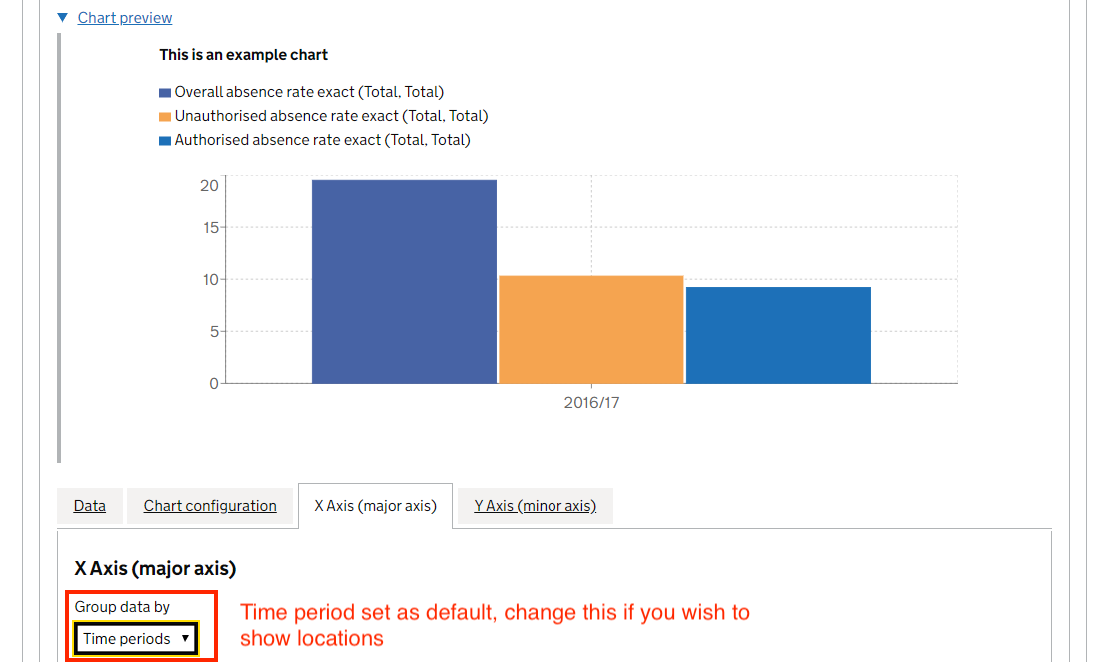 ▼ Chart preview
This is an example chart
Overall absence rate exact (Total, Total)
Unauthorised absence rate exact (Total, Total)
Authorised absence rate exact (Total, Total)
20
15
10
5
0
2016/17
Data Chart configuration X Axis (major axis) Y Axis (minor axis)
X Axis (major axis)
Group data by
Time periods ▼
Time period set as default, change this if you wish to
show locations